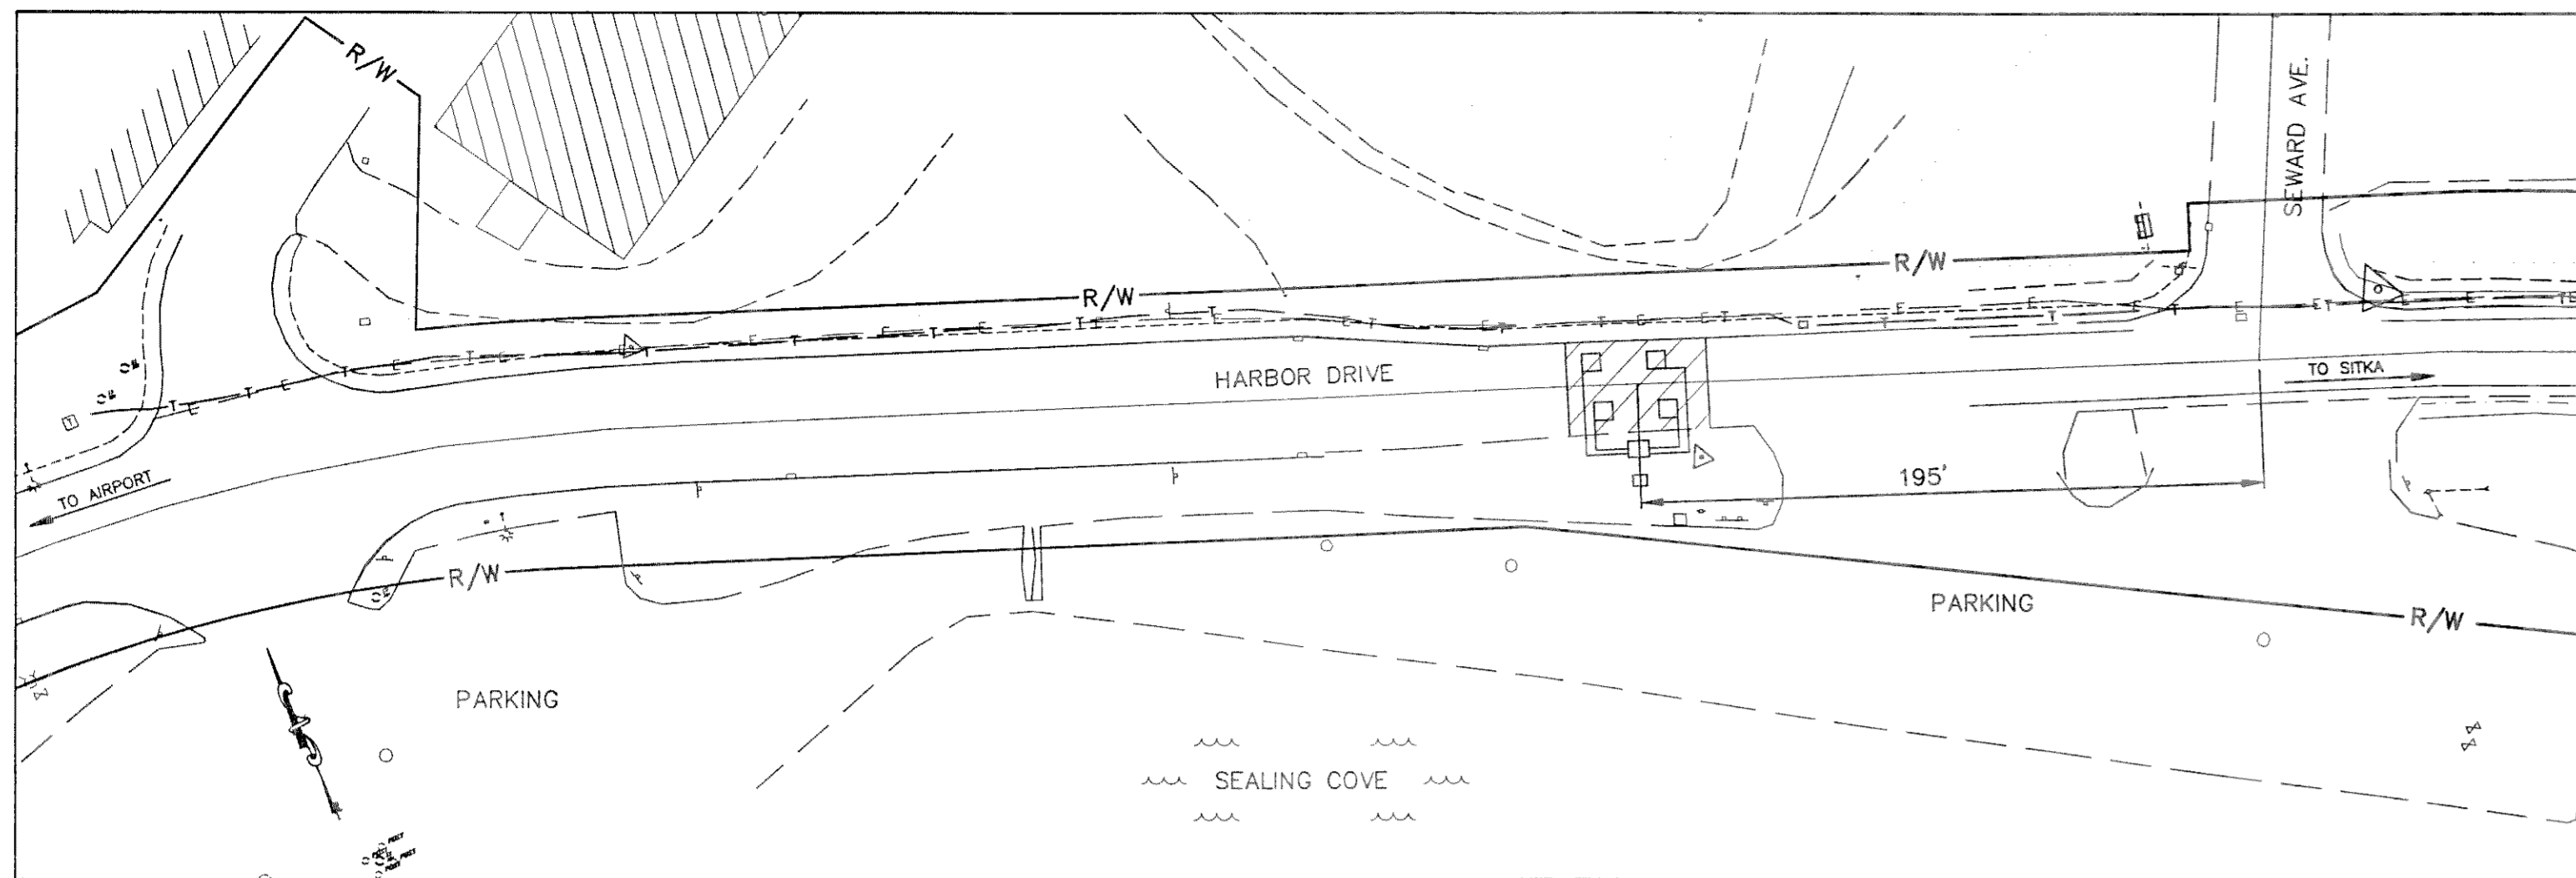 R/W
SEWARD AVE.
R/W
R/W
HARBOR DRIVE
TO SITKA
TO AIRPORT
195'
R/W
PARKING
R/W
PARKING
SEALING COVE